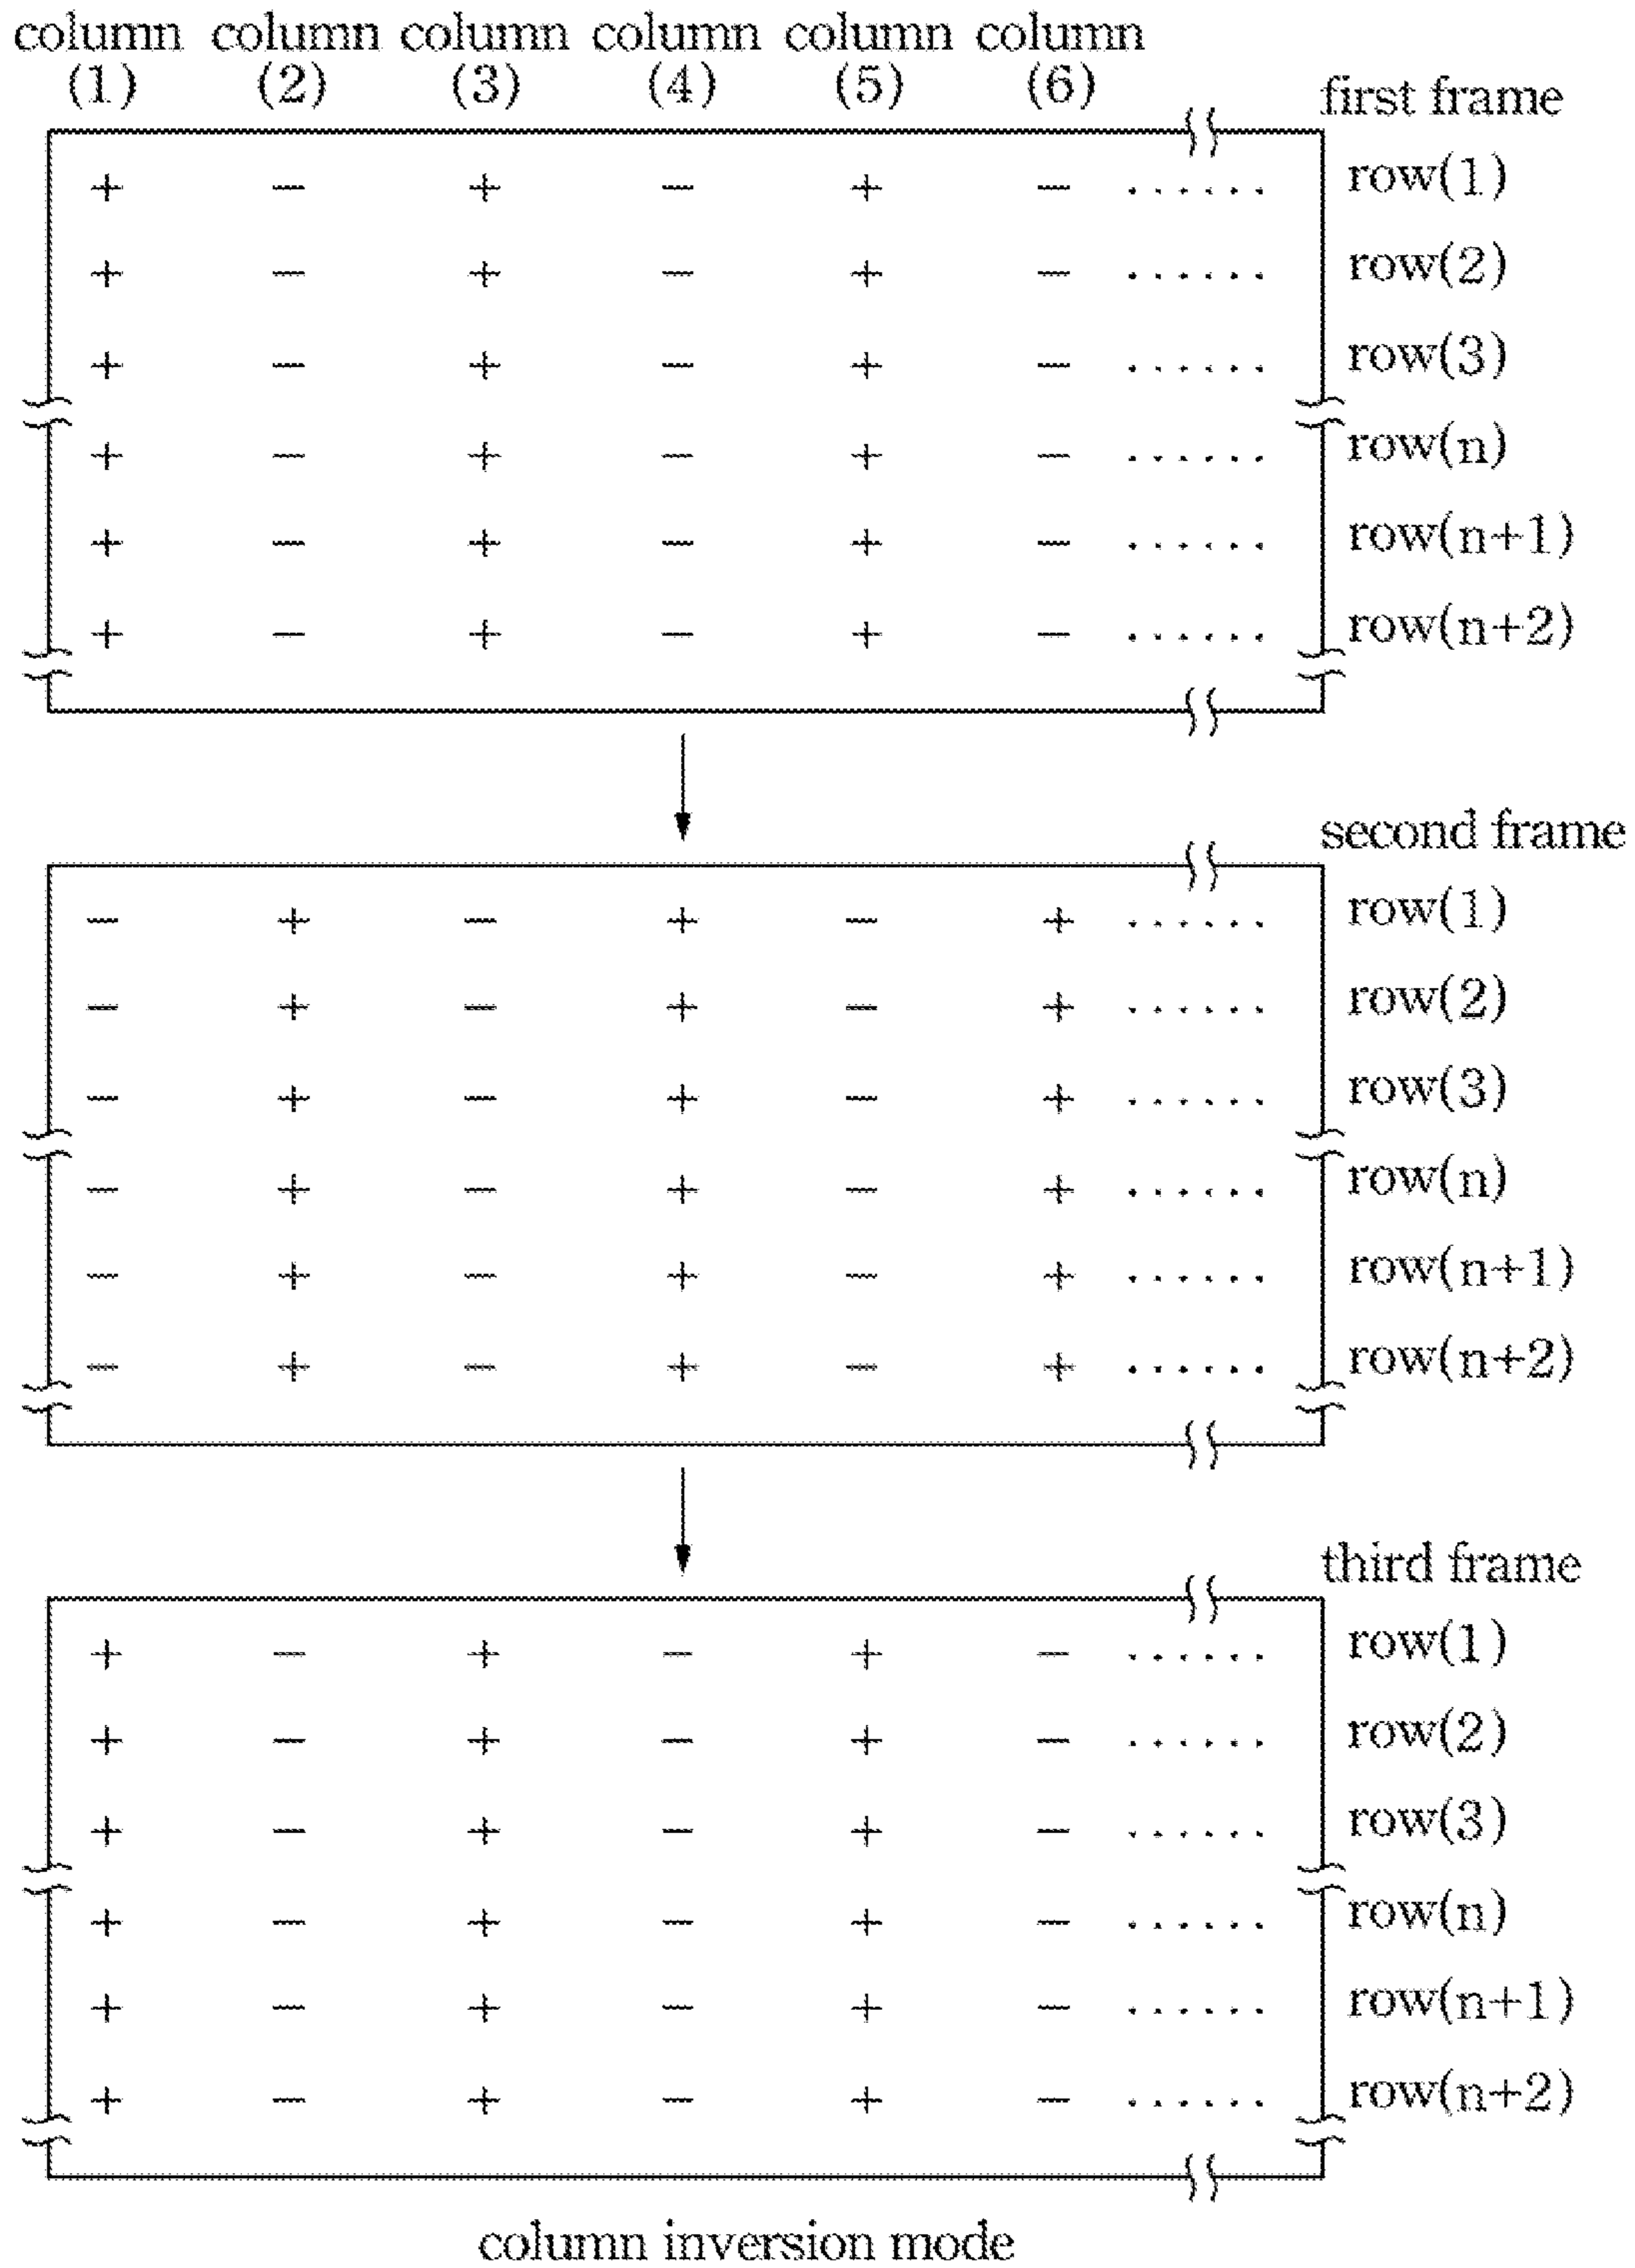 column column column column column column
(1) (2) (3) (4) (5) (6)
first frame
+ − + − + − ...... row(1)
+ − + − + − ...... row(2)
+ − + − + − ...... row(3)
+ − + − + − ...... row(n)
+ − + − + − ...... row(n+1)
+ − + − + − ...... row(n+2)
second frame
− + − + − + ...... row(1)
− + − + − + ...... row(2)
− + − + − + ...... row(3)
− + − + − + ...... row(n)
− + − + − + ...... row(n+1)
− + − + − + ...... row(n+2)
third frame
+ − + − + − ...... row(1)
+ − + − + − ...... row(2)
+ − + − + − ...... row(3)
+ − + − + − ...... row(n)
+ − + − + − ...... row(n+1)
+ − + − + − ...... row(n+2)
column inversion mode